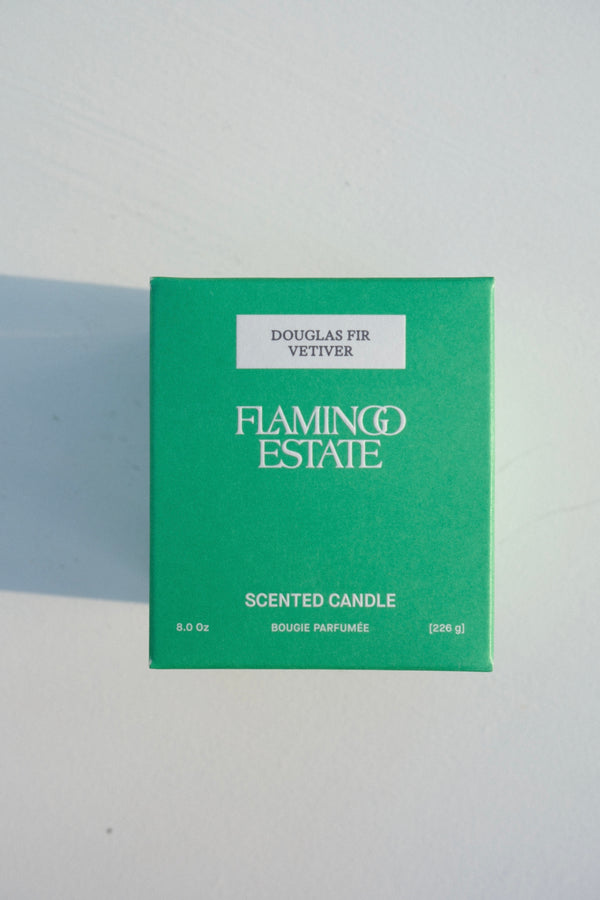 DOUGLAS FIR
VETIVER
FLAMINGO
ESTATE
SCENTED CANDLE
8.0 Oz BOUGIE PARFUMÉE [226 g]